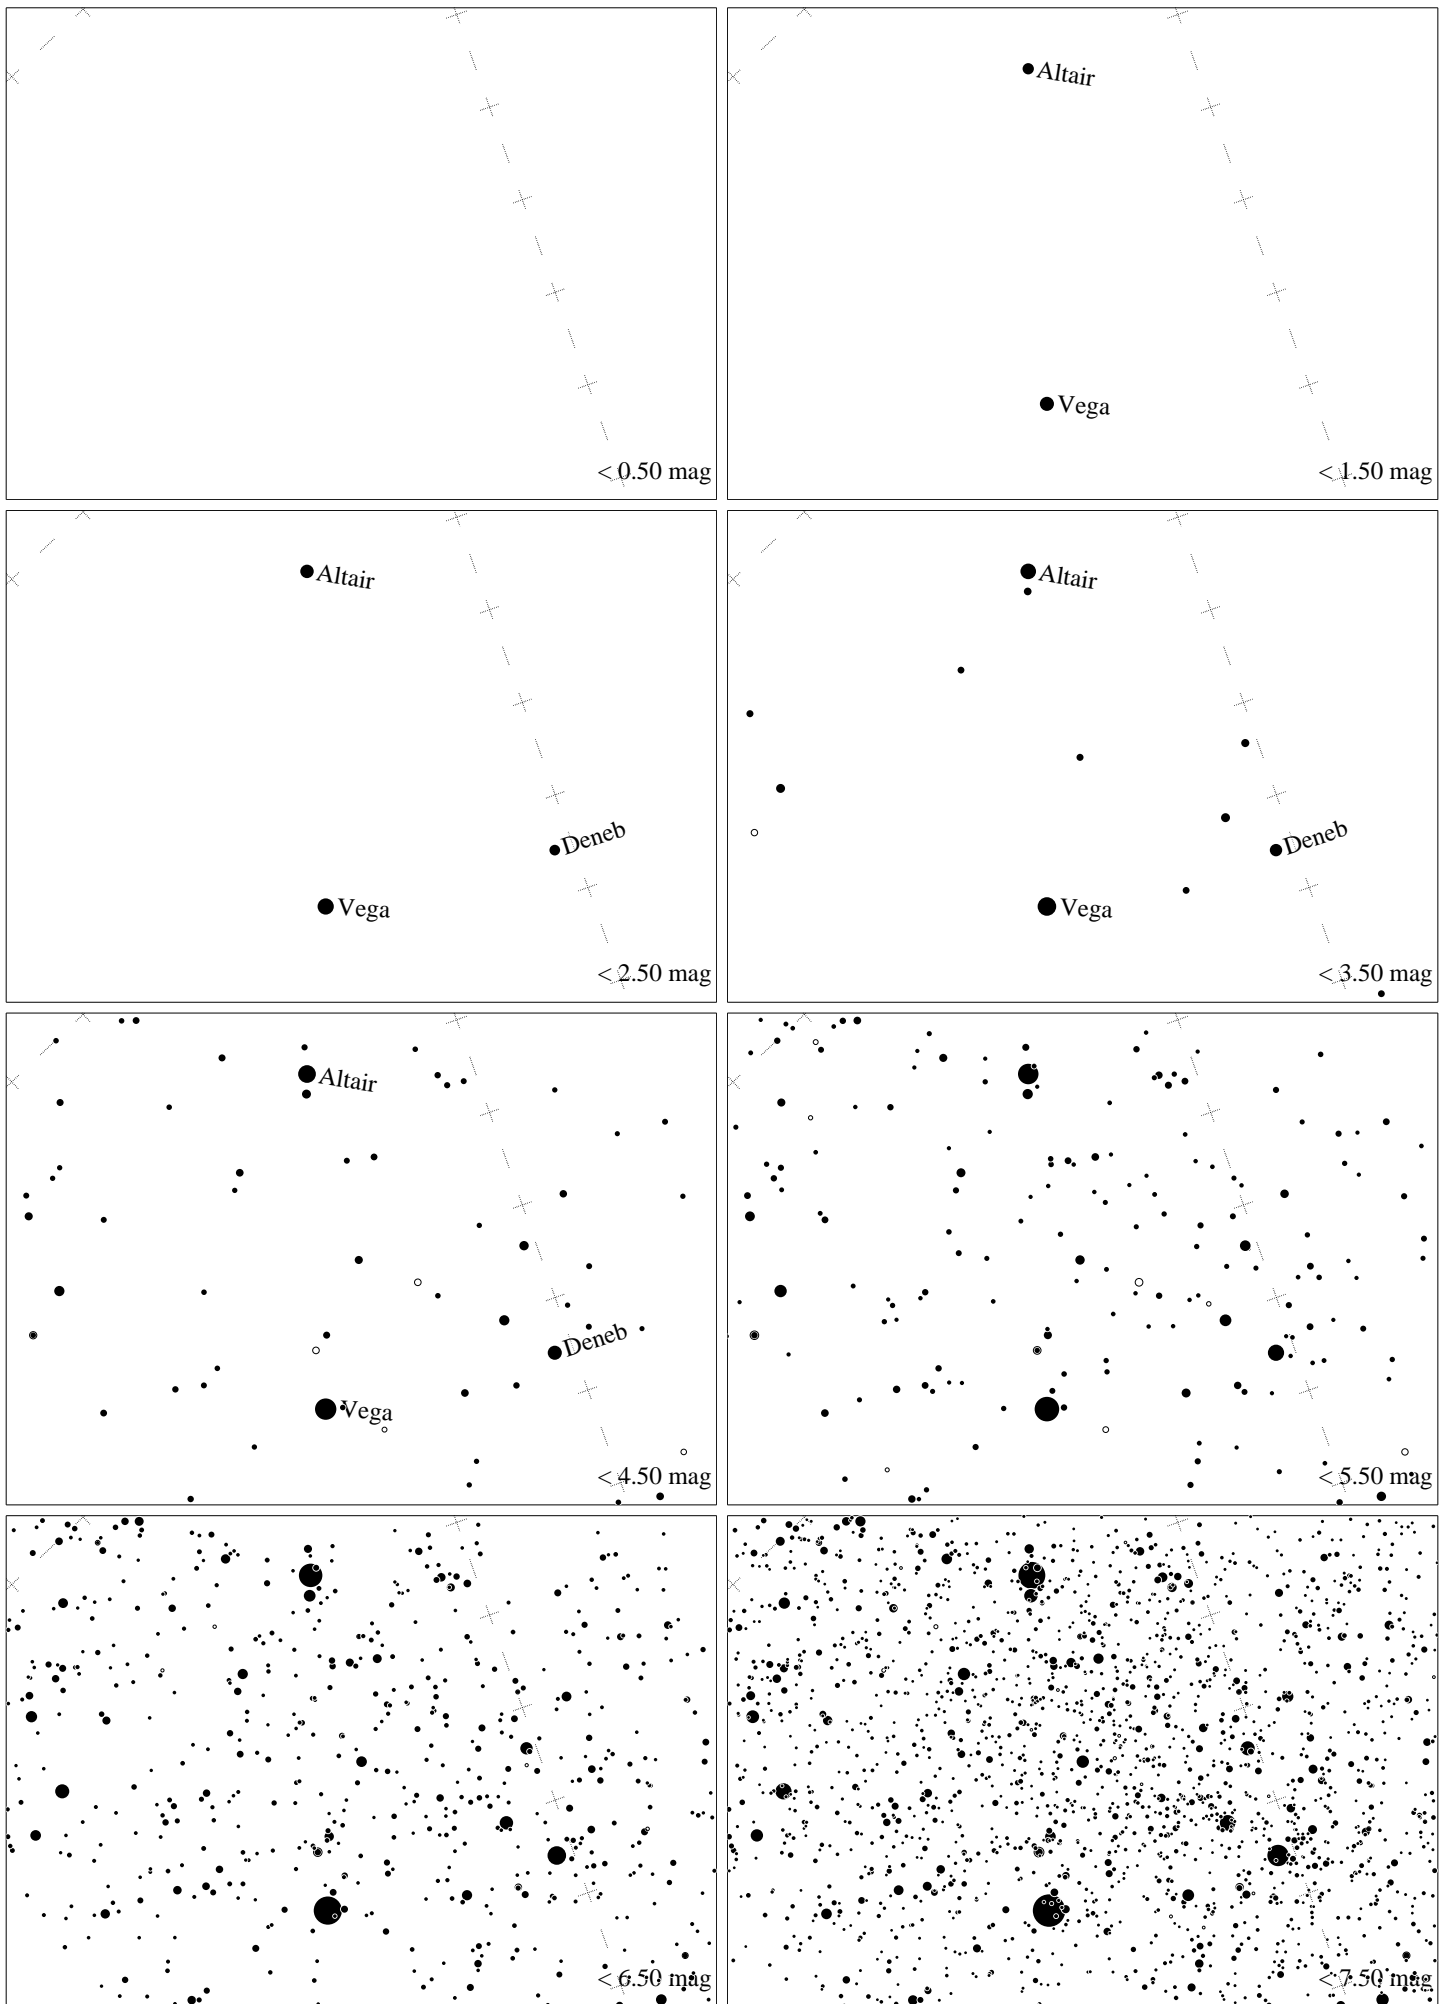 < 0.50 mag
Altair
Vega
< 1.50 mag
Altair
Deneb
Vega
< 2.50 mag
Altair
Deneb
Vega
< 3.50 mag
Altair
Deneb
Vega
< 4.50 mag
< 5.50 mag
< 6.50 mag
< 7.50 mag